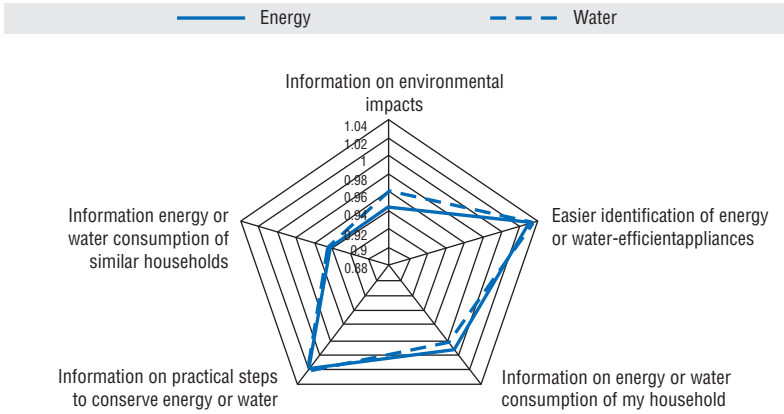 Energy
Water
Information on environmental
impacts
1.04
1.02
1
0.98
0.96
0.94
0.92
0.9
0.88
Information energy or
water consumption of
similar households
Easier identification of energy
or water-efficientappliances
Information on practical steps
to conserve energy or water
Information on energy or water
consumption of my household